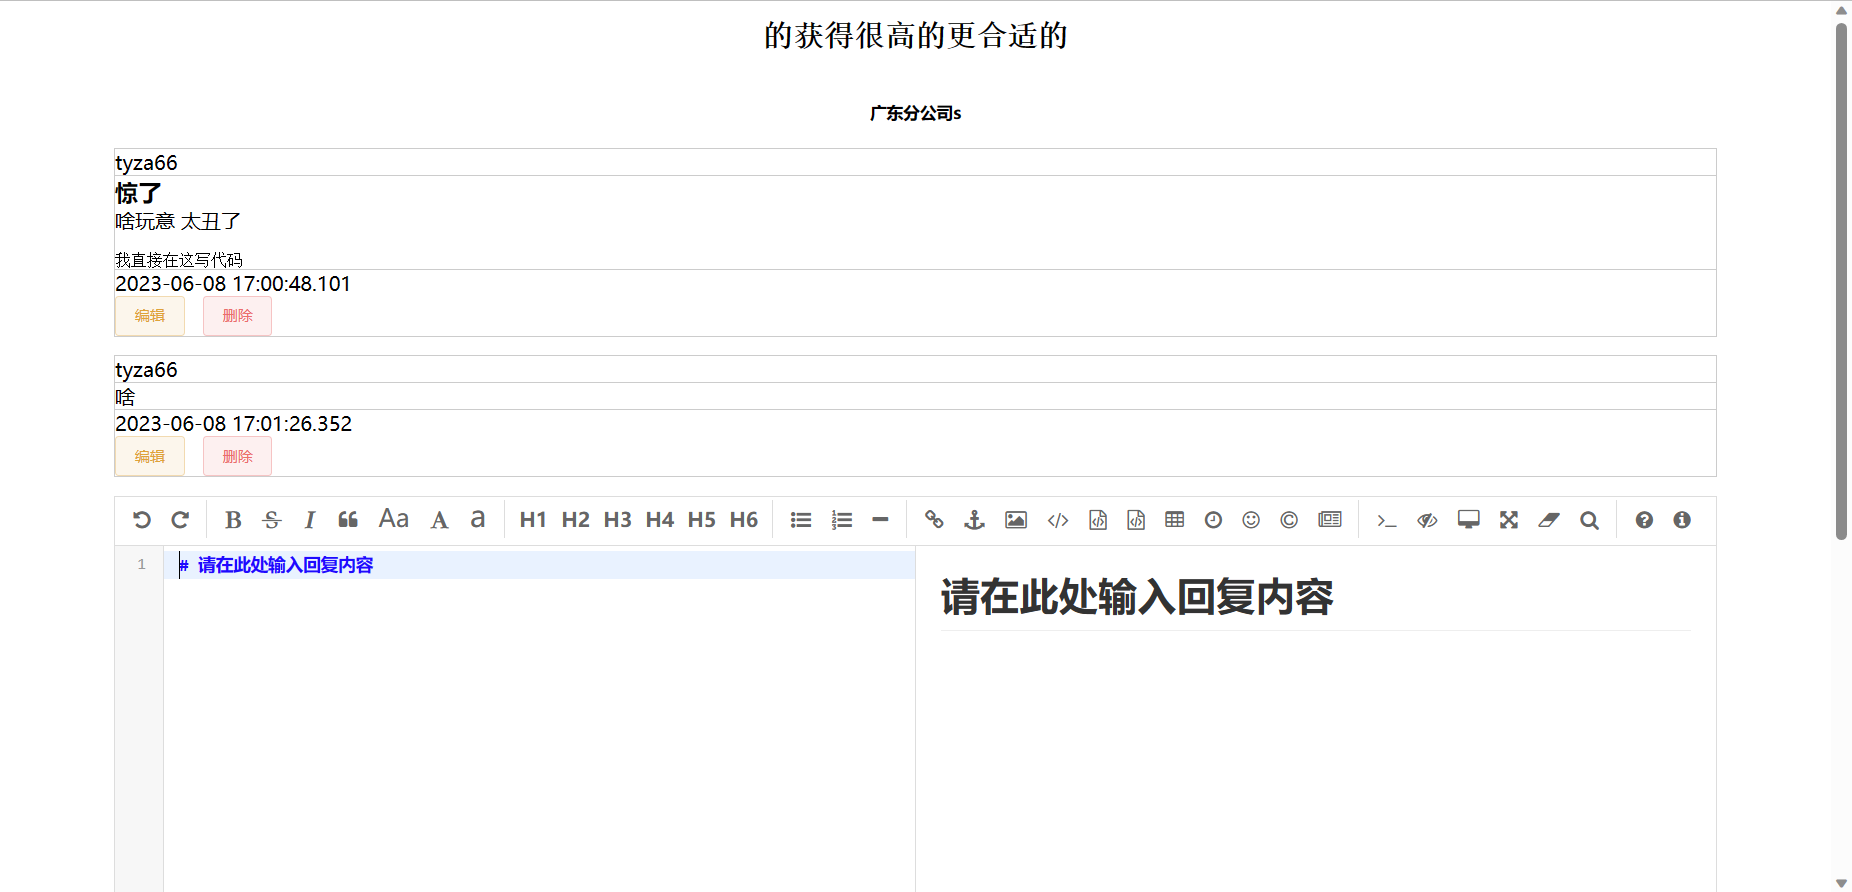 的获得很高的更合适的
广东分公司s
tyza66
惊了
啥玩意 太丑了
我直接在这写代码
2023-06-08 17:00:48.101
编辑 删除
tyza66
啥
2023-06-08 17:01:26.352
编辑 删除
B S I Aa A a H1 H2 H3 H4 H5 H6
1 # 请在此处输入回复内容
请在此处输入回复内容